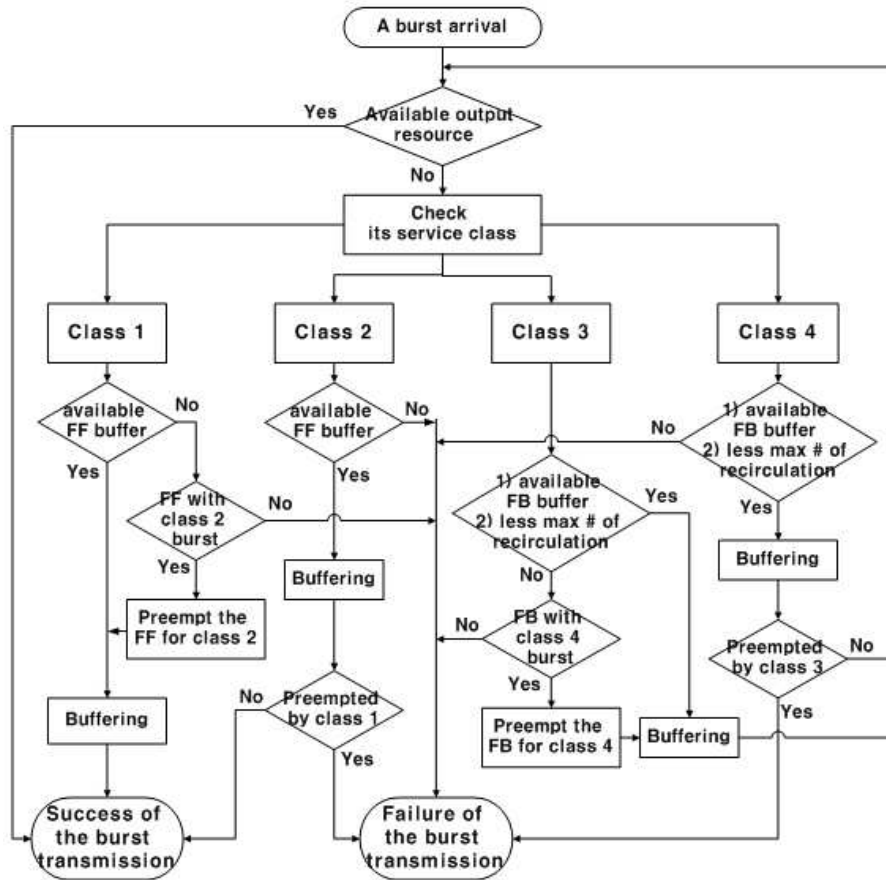 A burst arrival
Yes
Available output
resource
No
Check
its service class
Class 1
Class 2
Class 3
Class 4
available
FF buffer
No
Yes
available
FF buffer
No
Yes
No
1) available
FB buffer
2) less max # of
recirculation
Yes
FF with
class 2
burst
No
Yes
1) available
FB buffer
2) less max # of
recirculation
Yes
No
Buffering
Buffering
Preempt the
FF for class 2
No
FB with
class 4
burst
Yes
Preempted
by class 3
No
Yes
Buffering
No
Preempted
by class 1
Yes
Preempt the
FB for class 4
Buffering
Success of
the burst
transmission
Failure of
the burst
transmission